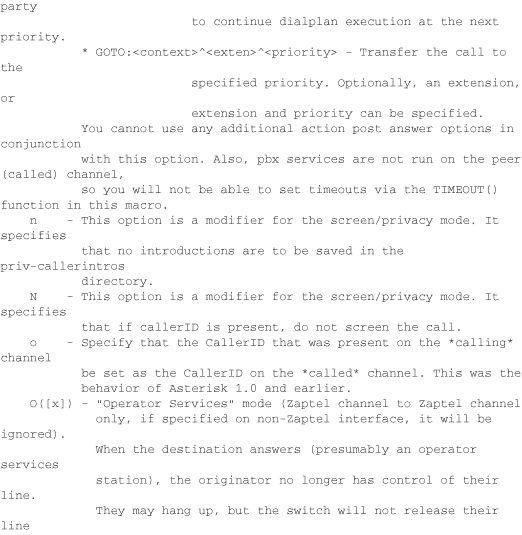 party
to continue dialplan execution at the next
priority.
* GOTO:<context>^<exten>^<priority> - Transfer the call to
the
specified priority. Optionally, an extension,
or
extension and priority can be specified.
You cannot use any additional action post answer options in
conjunction
with this option. Also, pbx services are not run on the peer
(called) channel,
so you will not be able to set timeouts via the TIMEOUT()
function in this macro.
n - This option is a modifier for the screen/privacy mode. It
specifies
that no introductions are to be saved in the
priv-callerintros
directory.
N - This option is a modifier for the screen/privacy mode. It
specifies
that if callerID is present, do not screen the call.
o - Specify that the CallerID that was present on the *calling*
channel
be set as the CallerID on the *called* channel. This was the
behavior of Asterisk 1.0 and earlier.
O([x]) - "Operator Services" mode (Zaptel channel to Zaptel channel
only, if specified on non-Zaptel interface, it will be
ignored).
When the destination answers (presumably an operator
services
station), the originator no longer has control of their
line.
They may hang up, but the switch will not release their
line